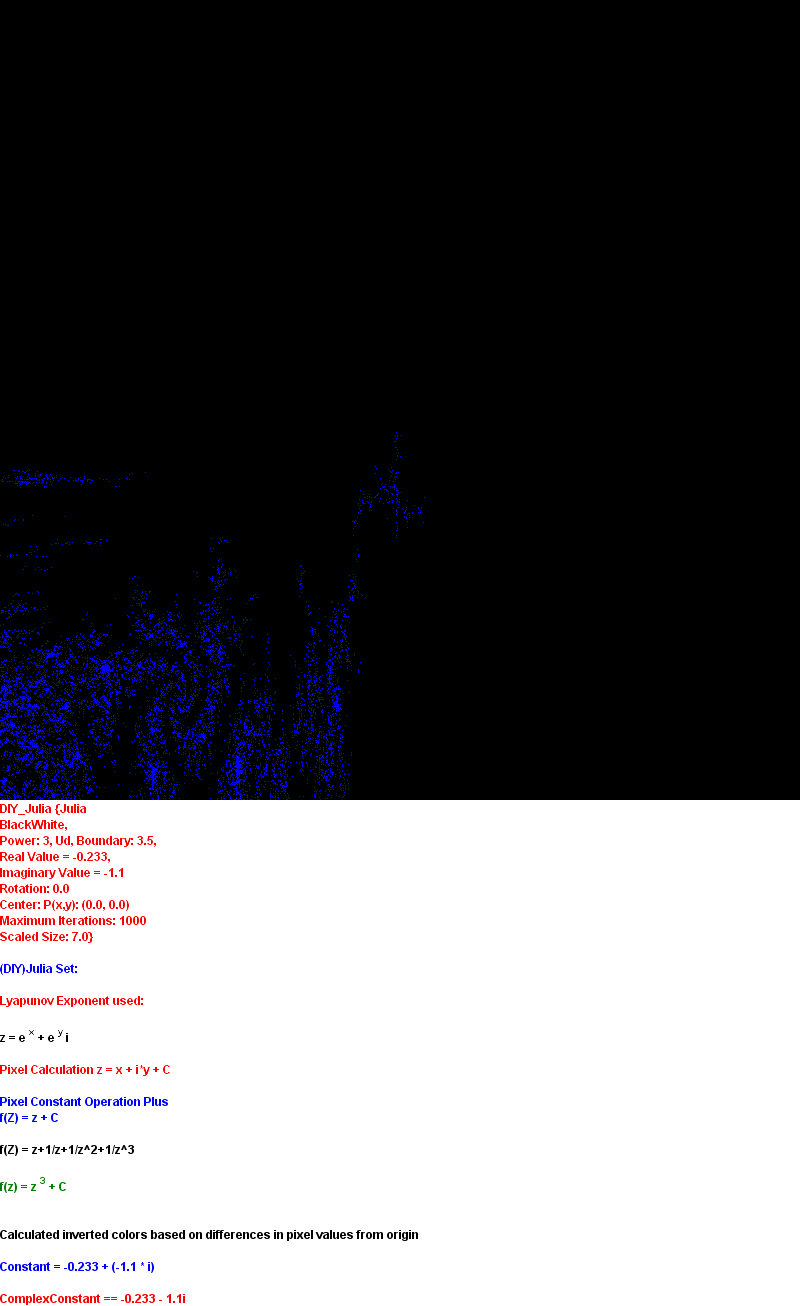 DIY_Julia {Julia
BlackWhite,
Power: 3, Ud, Boundary: 3.5,
Real Value = -0.233,
Imaginary Value = -1.1
Rotation: 0.0
Center: P(x,y): (0.0, 0.0)
Maximum Iterations: 1000
Scaled Size: 7.0}
(DIY)Julia Set:
Lyapunov Exponent used:
z = e x + e y i
Pixel Calculation z = x + i*y + C
Pixel Constant Operation Plus
f(Z) = z + C
f(Z) = z+1/z+1/z^2+1/z^3
f(z) = z 3 + C
Calculated inverted colors based on differences in pixel values from origin
Constant = -0.233 + (-1.1 * i)
ComplexConstant == -0.233 - 1.1i